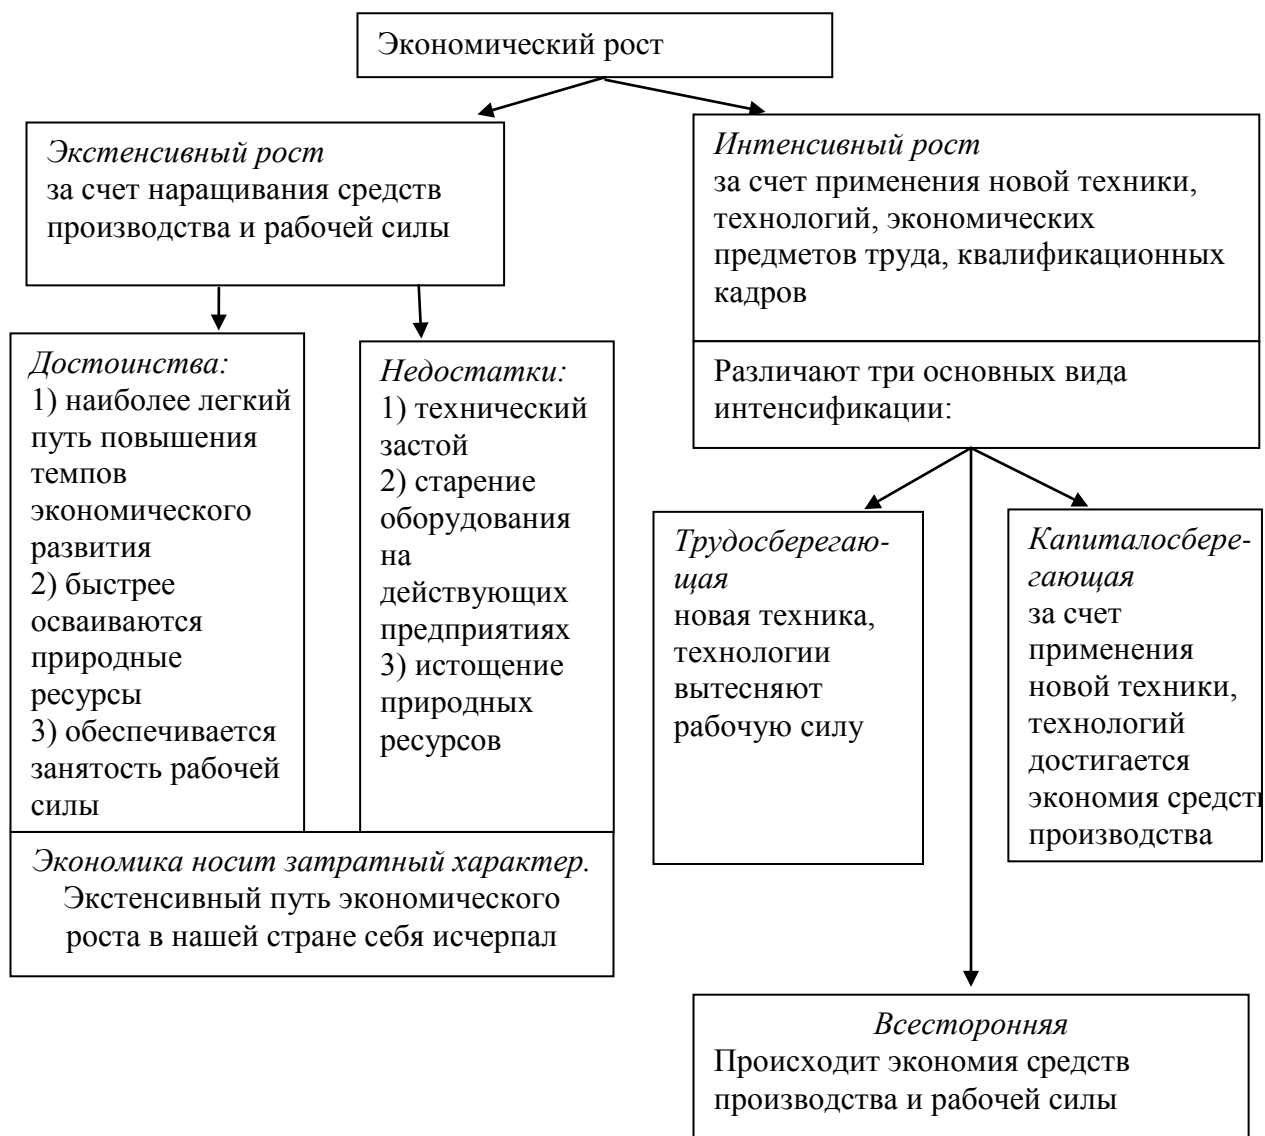 Экономический рост
Экстенсивный рост
за счет наращивания средств
производства и рабочей силы
Интенсивный рост
за счет применения новой техники,
технологий, экономических
предметов труда, квалификационных
кадров
Достоинства:
1) наиболее легкий
путь повышения
темпов
экономического
развития
2) быстрее
осваиваются
природные
ресурсы
3) обеспечивается
занятость рабочей
силы
Недостатки:
1) технический
застой
2) старение
оборудования
на
действующих
предприятиях
3) истощение
природных
ресурсов
Экономика носит затратный характер.
Экстенсивный путь экономического
роста в нашей стране себя исчерпал
Различают три основных вида
интенсификации:
Трудосберегаю-
щая
новая техника,
технологии
вытесняют
рабочую силу
Капиталосбере-
гающая
за счет
применения
новой техники,
технологий
достигается
экономия средств
производства
Всесторонняя
Происходит экономия средств
производства и рабочей силы